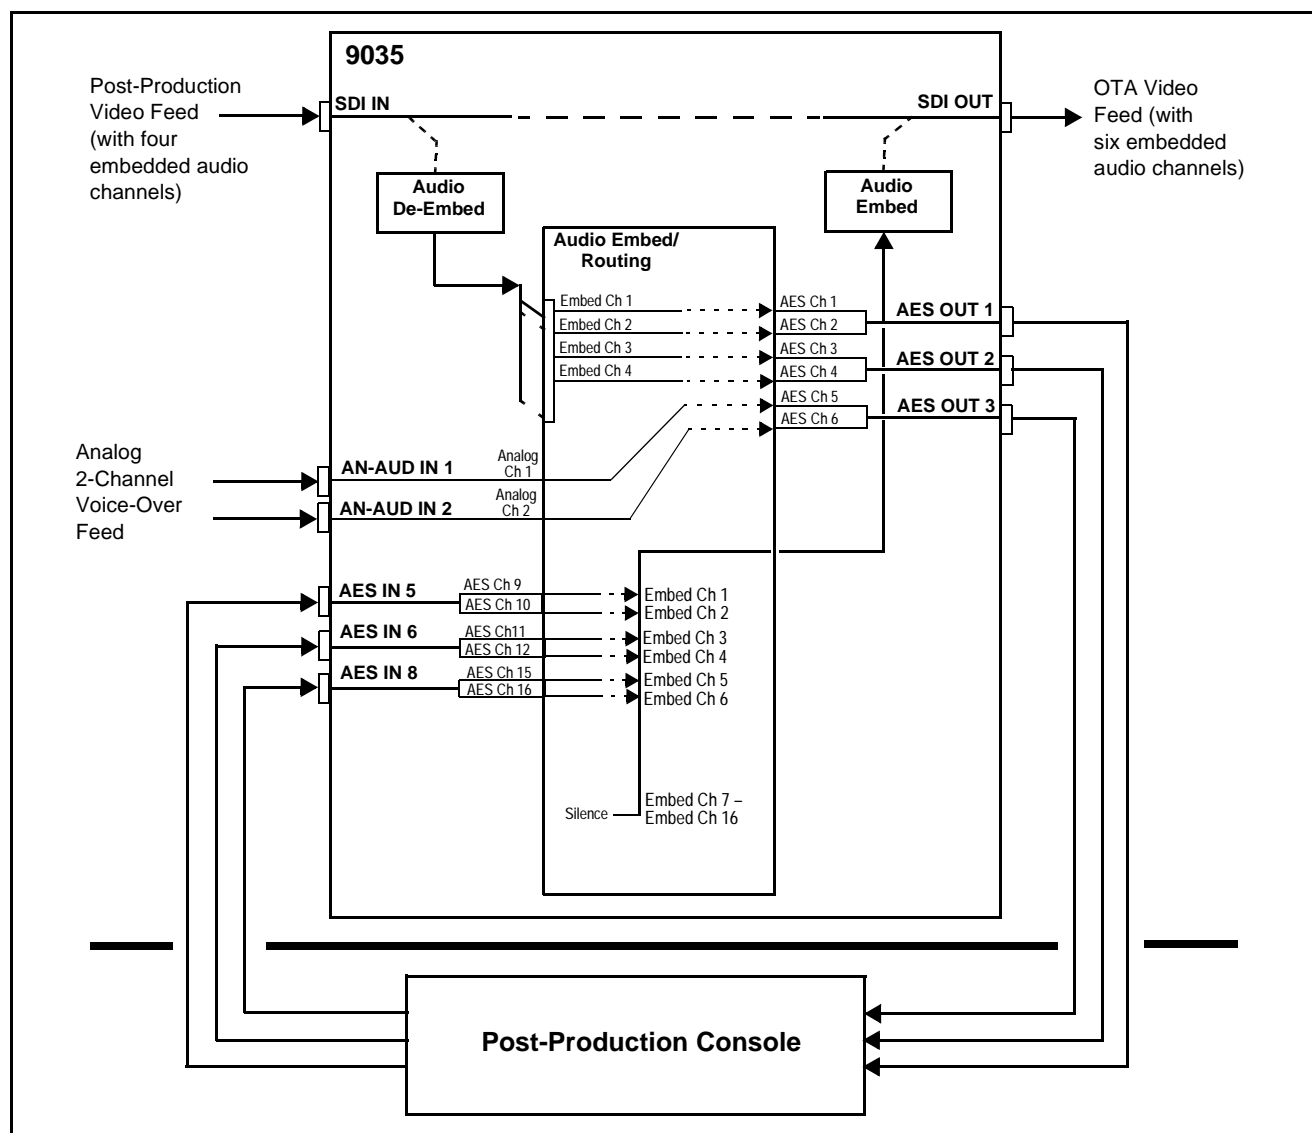 9035
Post-Production
Video Feed
(with four
embedded audio
channels)
SDI IN
SDI OUT
OTA Video
Feed (with
six embedded
audio channels)
Audio
De-Embed
Audio
Embed
Audio Embed/
Routing
Embed Ch 1
Embed Ch 2
Embed Ch 3
Embed Ch 4
AES Ch 1
AES Ch 2
AES Ch 3
AES Ch 4
AES Ch 5
AES Ch 6
AES OUT 1
AES OUT 2
AES OUT 3
Analog
2-Channel
Voice-Over
Feed
AN-AUD IN 1
Analog
Ch 1
AN-AUD IN 2
Analog
Ch 2
AES IN 5
AES Ch 9
AES Ch 10
Embed Ch 1
Embed Ch 2
AES IN 6
AES Ch11
AES Ch 12
Embed Ch 3
Embed Ch 4
AES IN 8
AES Ch 15
AES Ch 16
Embed Ch 5
Embed Ch 6
Silence
Embed Ch 7 –
Embed Ch 16
Post-Production Console